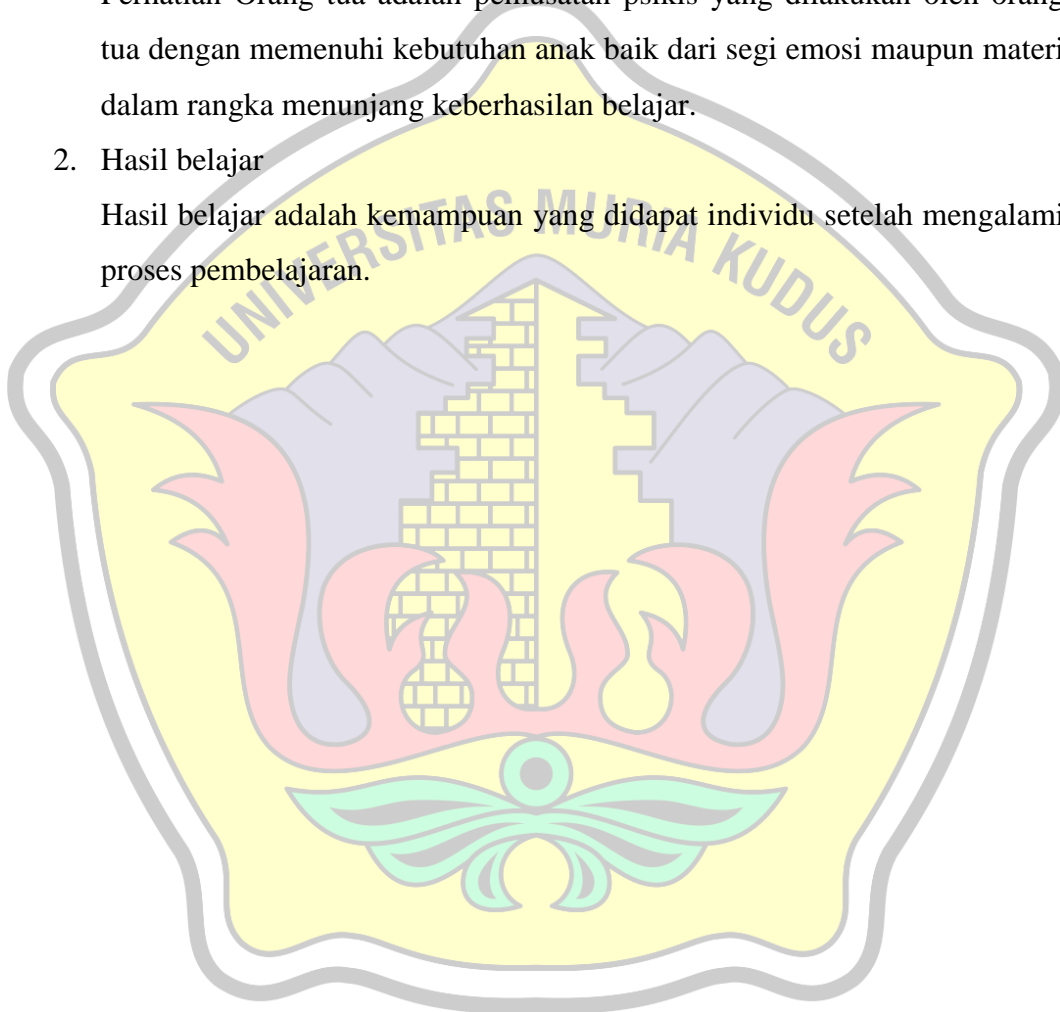 Perhatian Orang tua adalah pemusatan psikis yang dilakukan oleh orang
tua dengan memenuhi kebutuhan anak baik dari segi emosi maupun materi
dalam rangka menunjang keberhasilan belajar.
2. Hasil belajar
Hasil belajar adalah kemampuan yang didapat individu setelah mengalami
proses pembelajaran.
UNIVERSITAS MURIA KUDUS